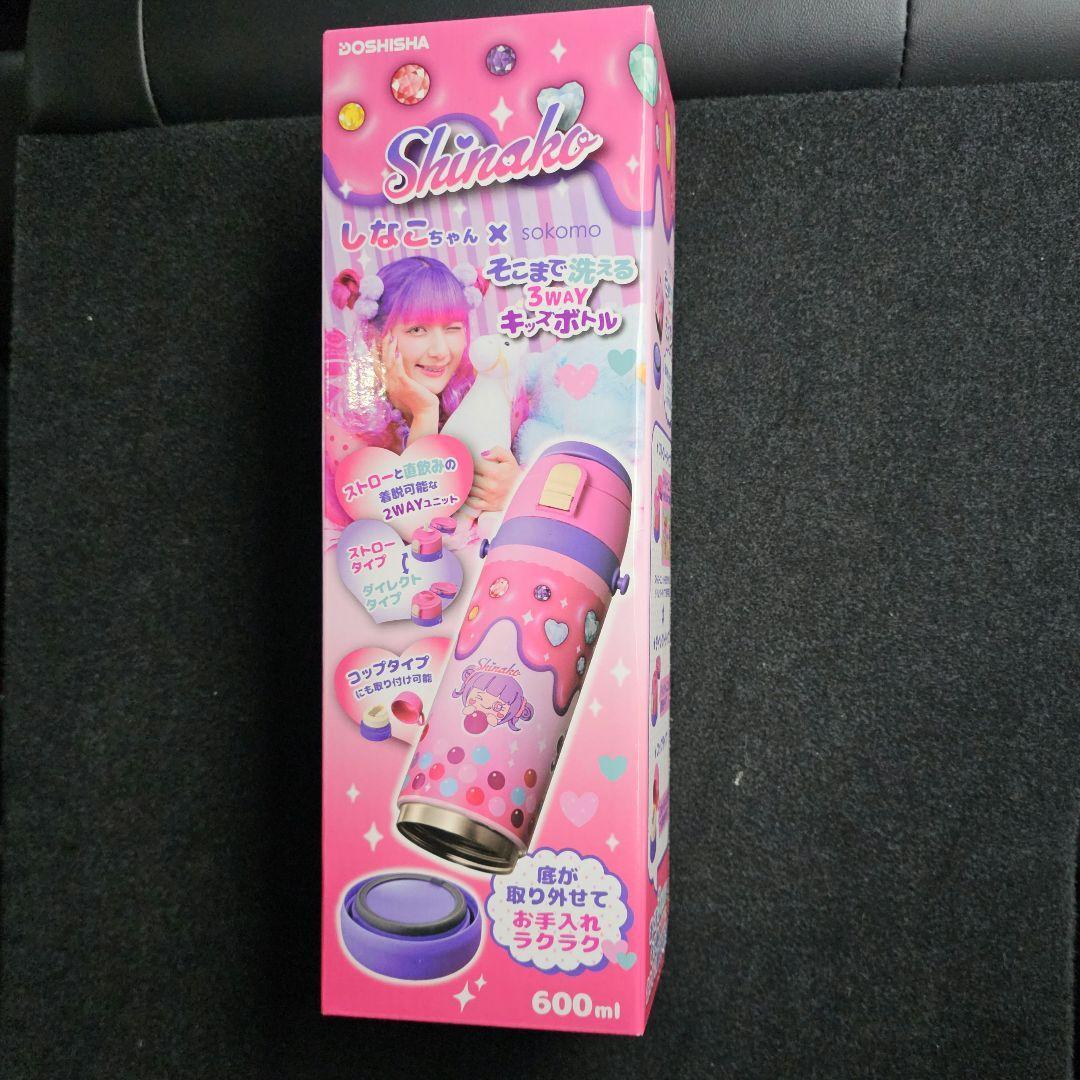 DOSHISHA
Shinako
しなこちゃん × sokomo
そこまで洗える
3WAY
キッズボトル
ストローと直飲みの
着脱可能な
2WAYユニット
ストロー
タイプ
ダイレクト
タイプ
コップタイプ
にも取り付け可能
Shinako
底が
取り外せて
お手入れ
ラクラク
600ml